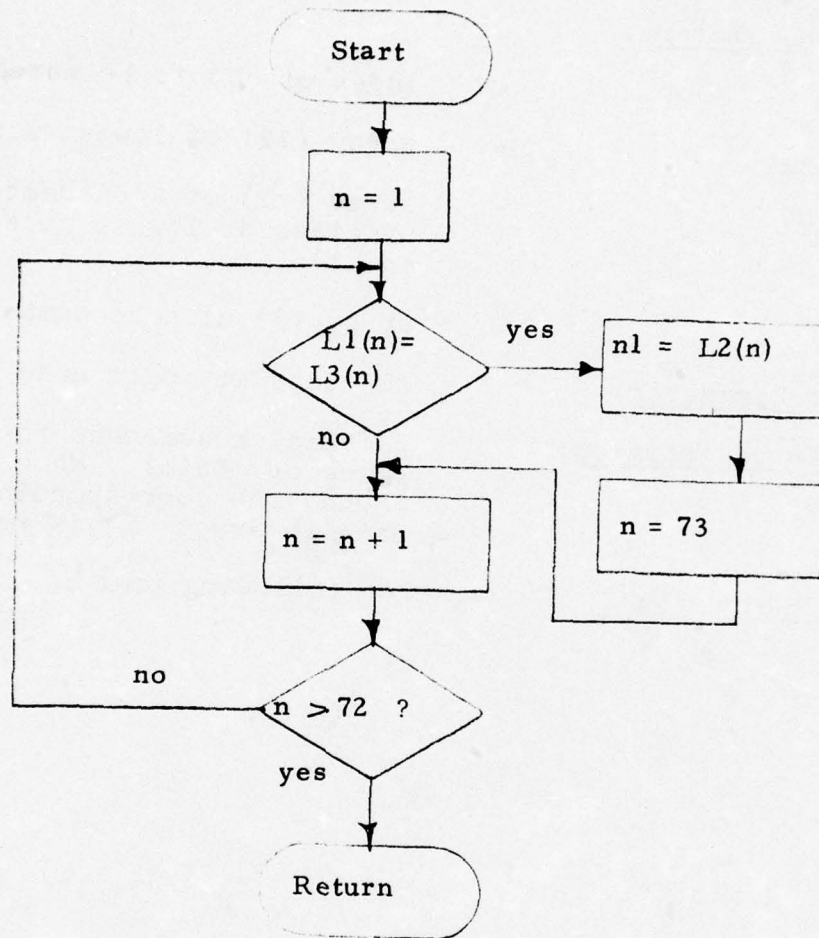 Start
n = 1
L1(n)=
L3(n)
yes
n1 = L2(n)
no
n = n + 1
n = 73
no
n > 72 ?
yes
Return